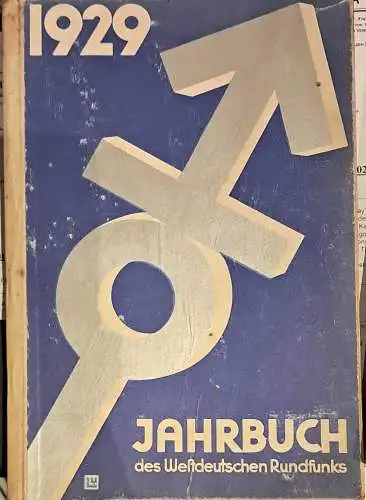 1929
JAHRBUCH
des Westdeutschen Rundfunks